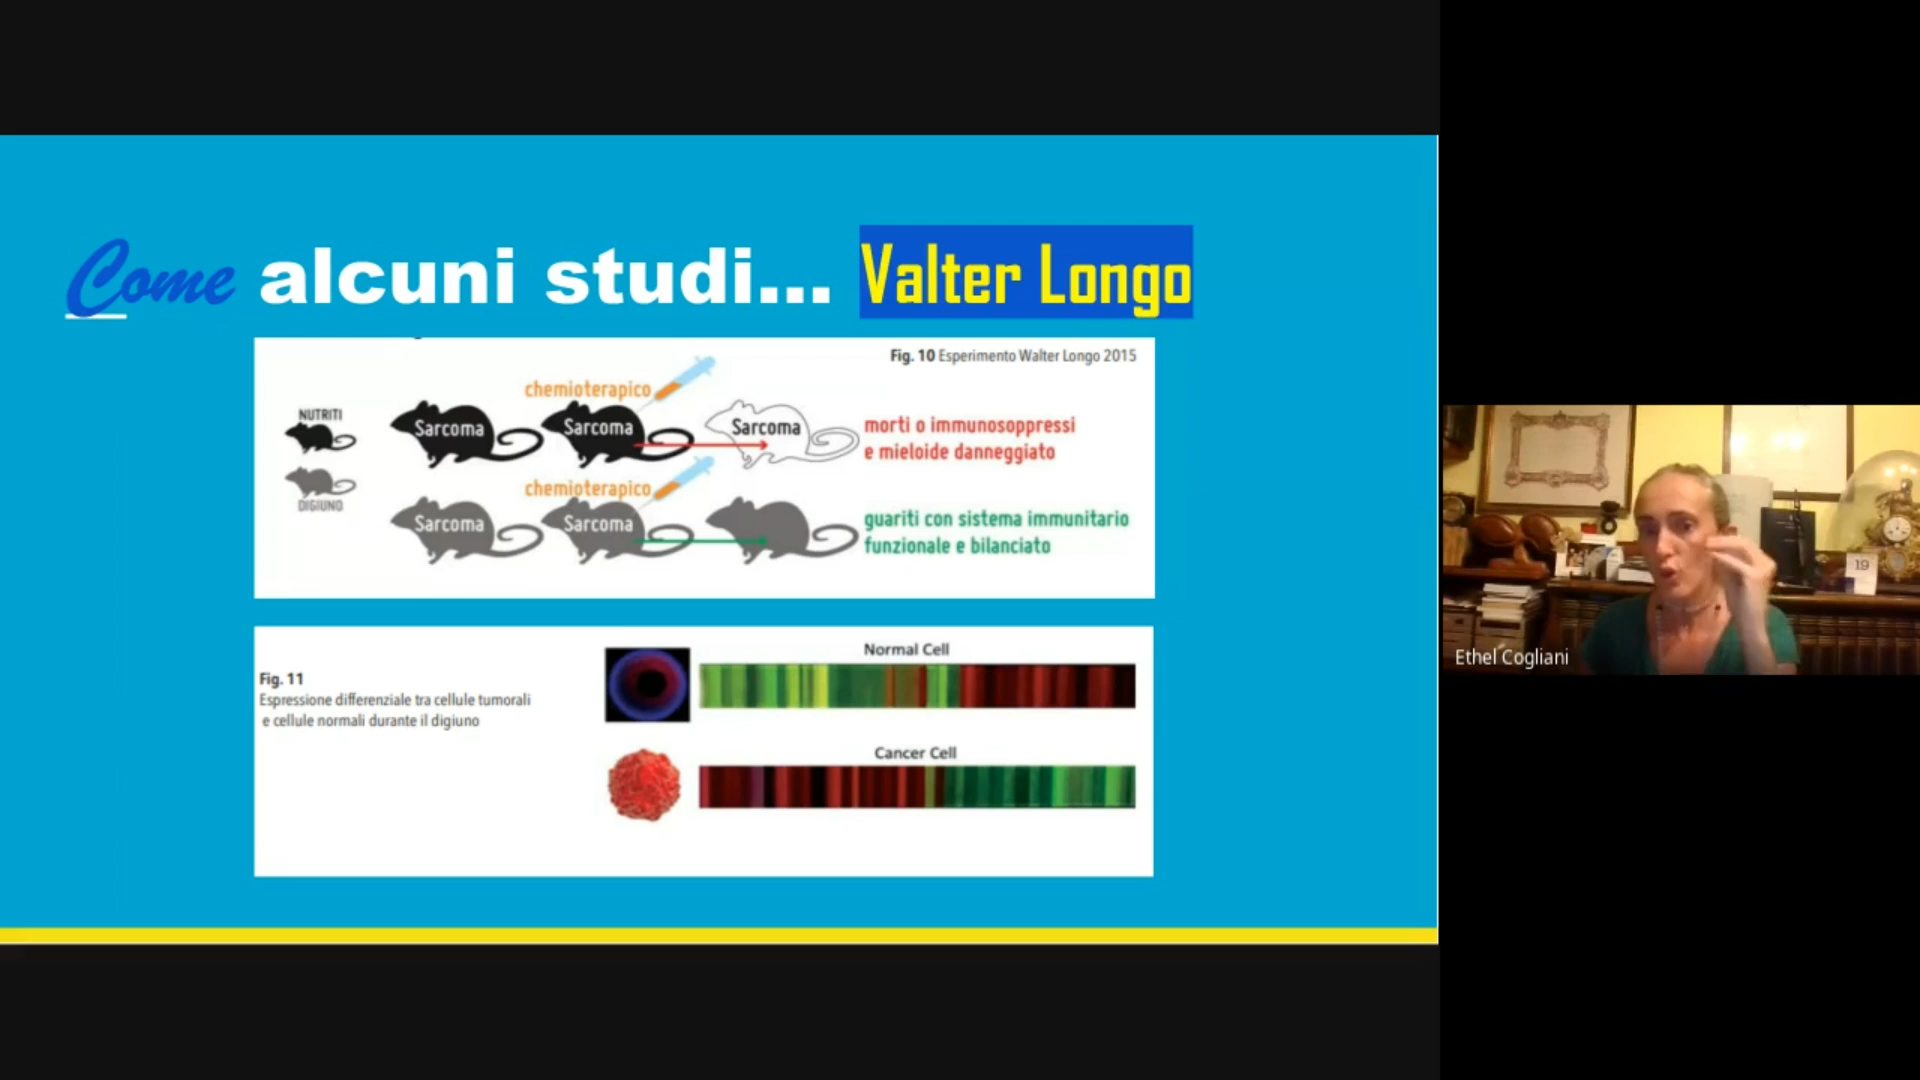 Come alcuni studi... Valter Longo
Fig. 10 Esperimento Walter Longo 2015
chemioterapico
NUTRITI
Sarcoma
Sarcoma
Sarcoma
morti o immunosoppressi
e mieloide danneggiato
chemioterapico
DIGIUNO
Sarcoma
Sarcoma
guariti con sistema immunitario
funzionale e bilanciato
Fig. 11
Espressione differenziale tra cellule tumorali
e cellule normali durante il digiuno
Normal Cell
Cancer Cell
19
Ethel Cogliani